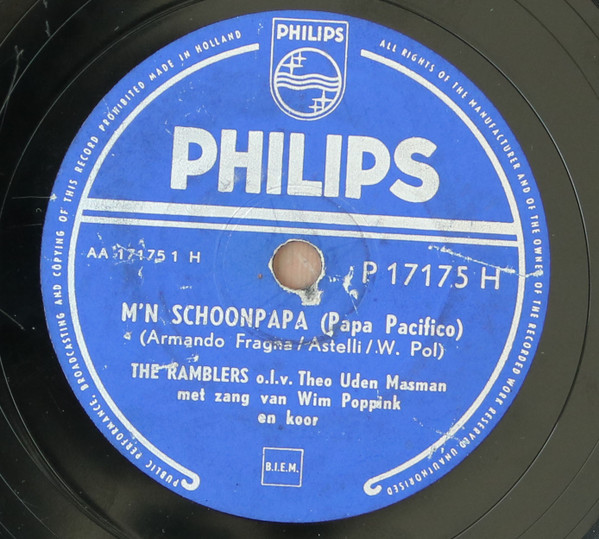 PHILIPS
PUBLIC PERFORMANCE, BROADCASTING AND COPYING OF THIS RECORD PROHIBITED MADE IN HOLLAND
ALL RIGHTS OF THE MANUFACTURER AND OF THE OWNER OF THE RECORDED WORK RESERVED UNAUTHORISED
PHILIPS
AA 17175 1 H
P 17175 H
M'N SCHOONPAPA (Papa Pacifico)
(Armando Fragna/Astelli/W. Pol)
THE RAMBLERS o.l.v. Theo Uden Masman
met zang van Wim Poppink
en koor
B.I.E.M.